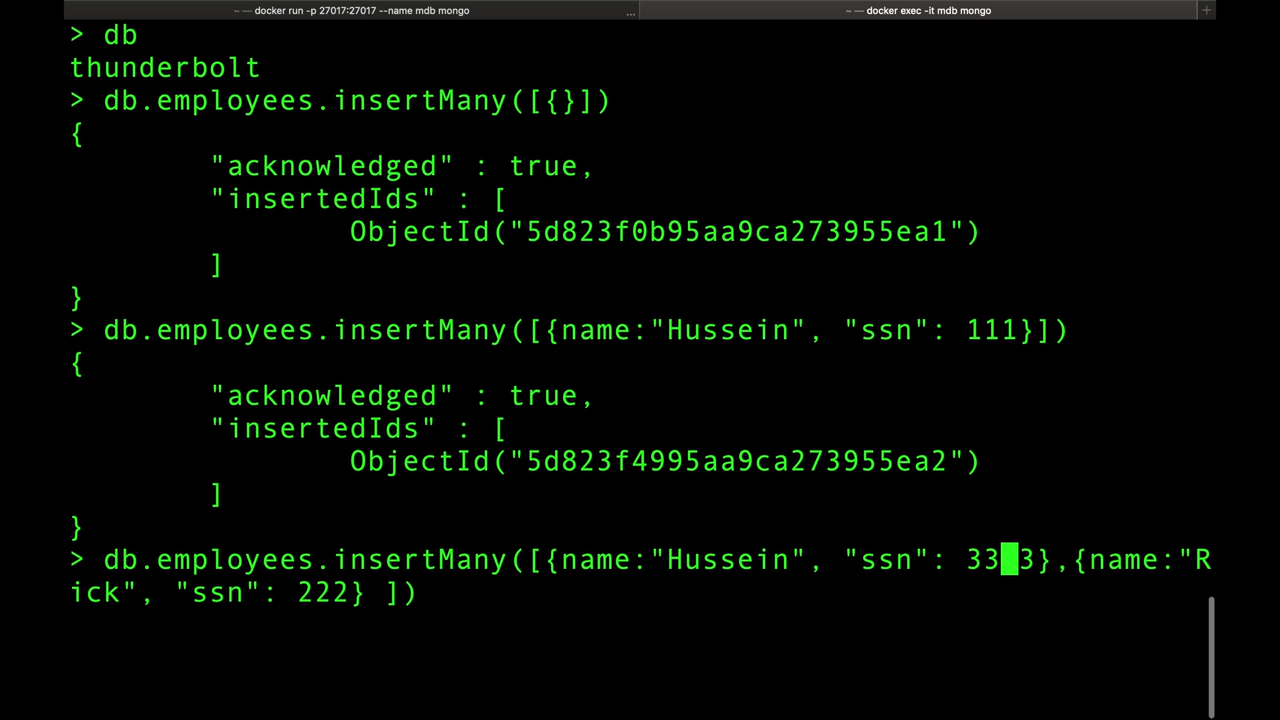 ~ — docker run -p 27017:27017 --name mdb mongo ... ~ — docker exec -it mdb mongo +
> db
thunderbolt
> db.employees.insertMany([{}])
{
"acknowledged" : true,
"insertedIds" : [
ObjectId("5d823f0b95aa9ca273955ea1")
]
}
> db.employees.insertMany([{name:"Hussein", "ssn": 111}])
{
"acknowledged" : true,
"insertedIds" : [
ObjectId("5d823f4995aa9ca273955ea2")
]
}
> db.employees.insertMany([{name:"Hussein", "ssn": 33 3},{name:"R
ick", "ssn": 222} ])